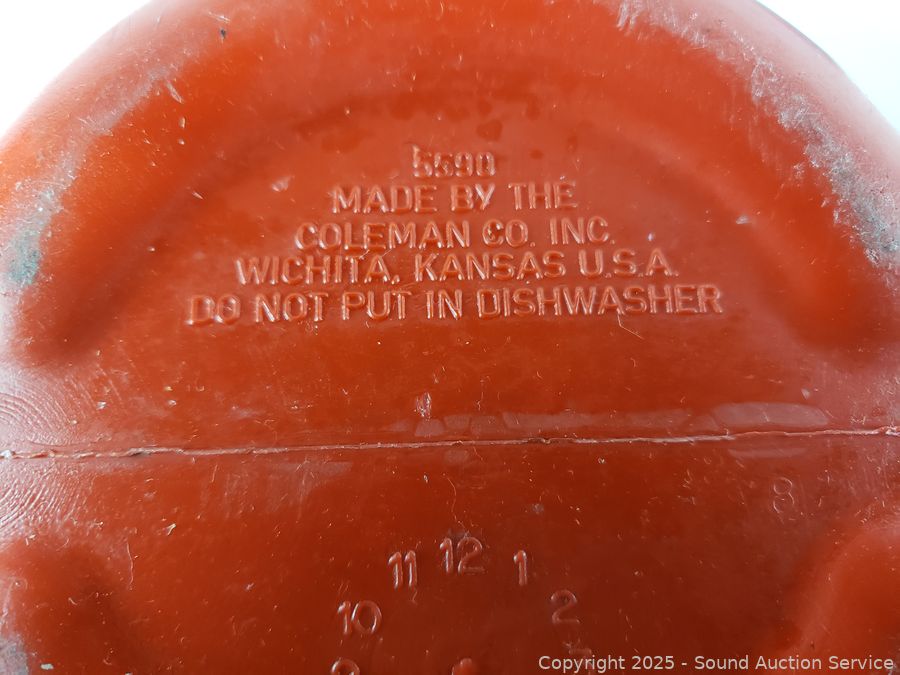 5590
MADE BY THE
COLEMAN CO. INC.
WICHITA, KANSAS U.S.A.
DO NOT PUT IN DISHWASHER
8
11 12 1
10 2
9
Copyright 2025 - Sound Auction Service